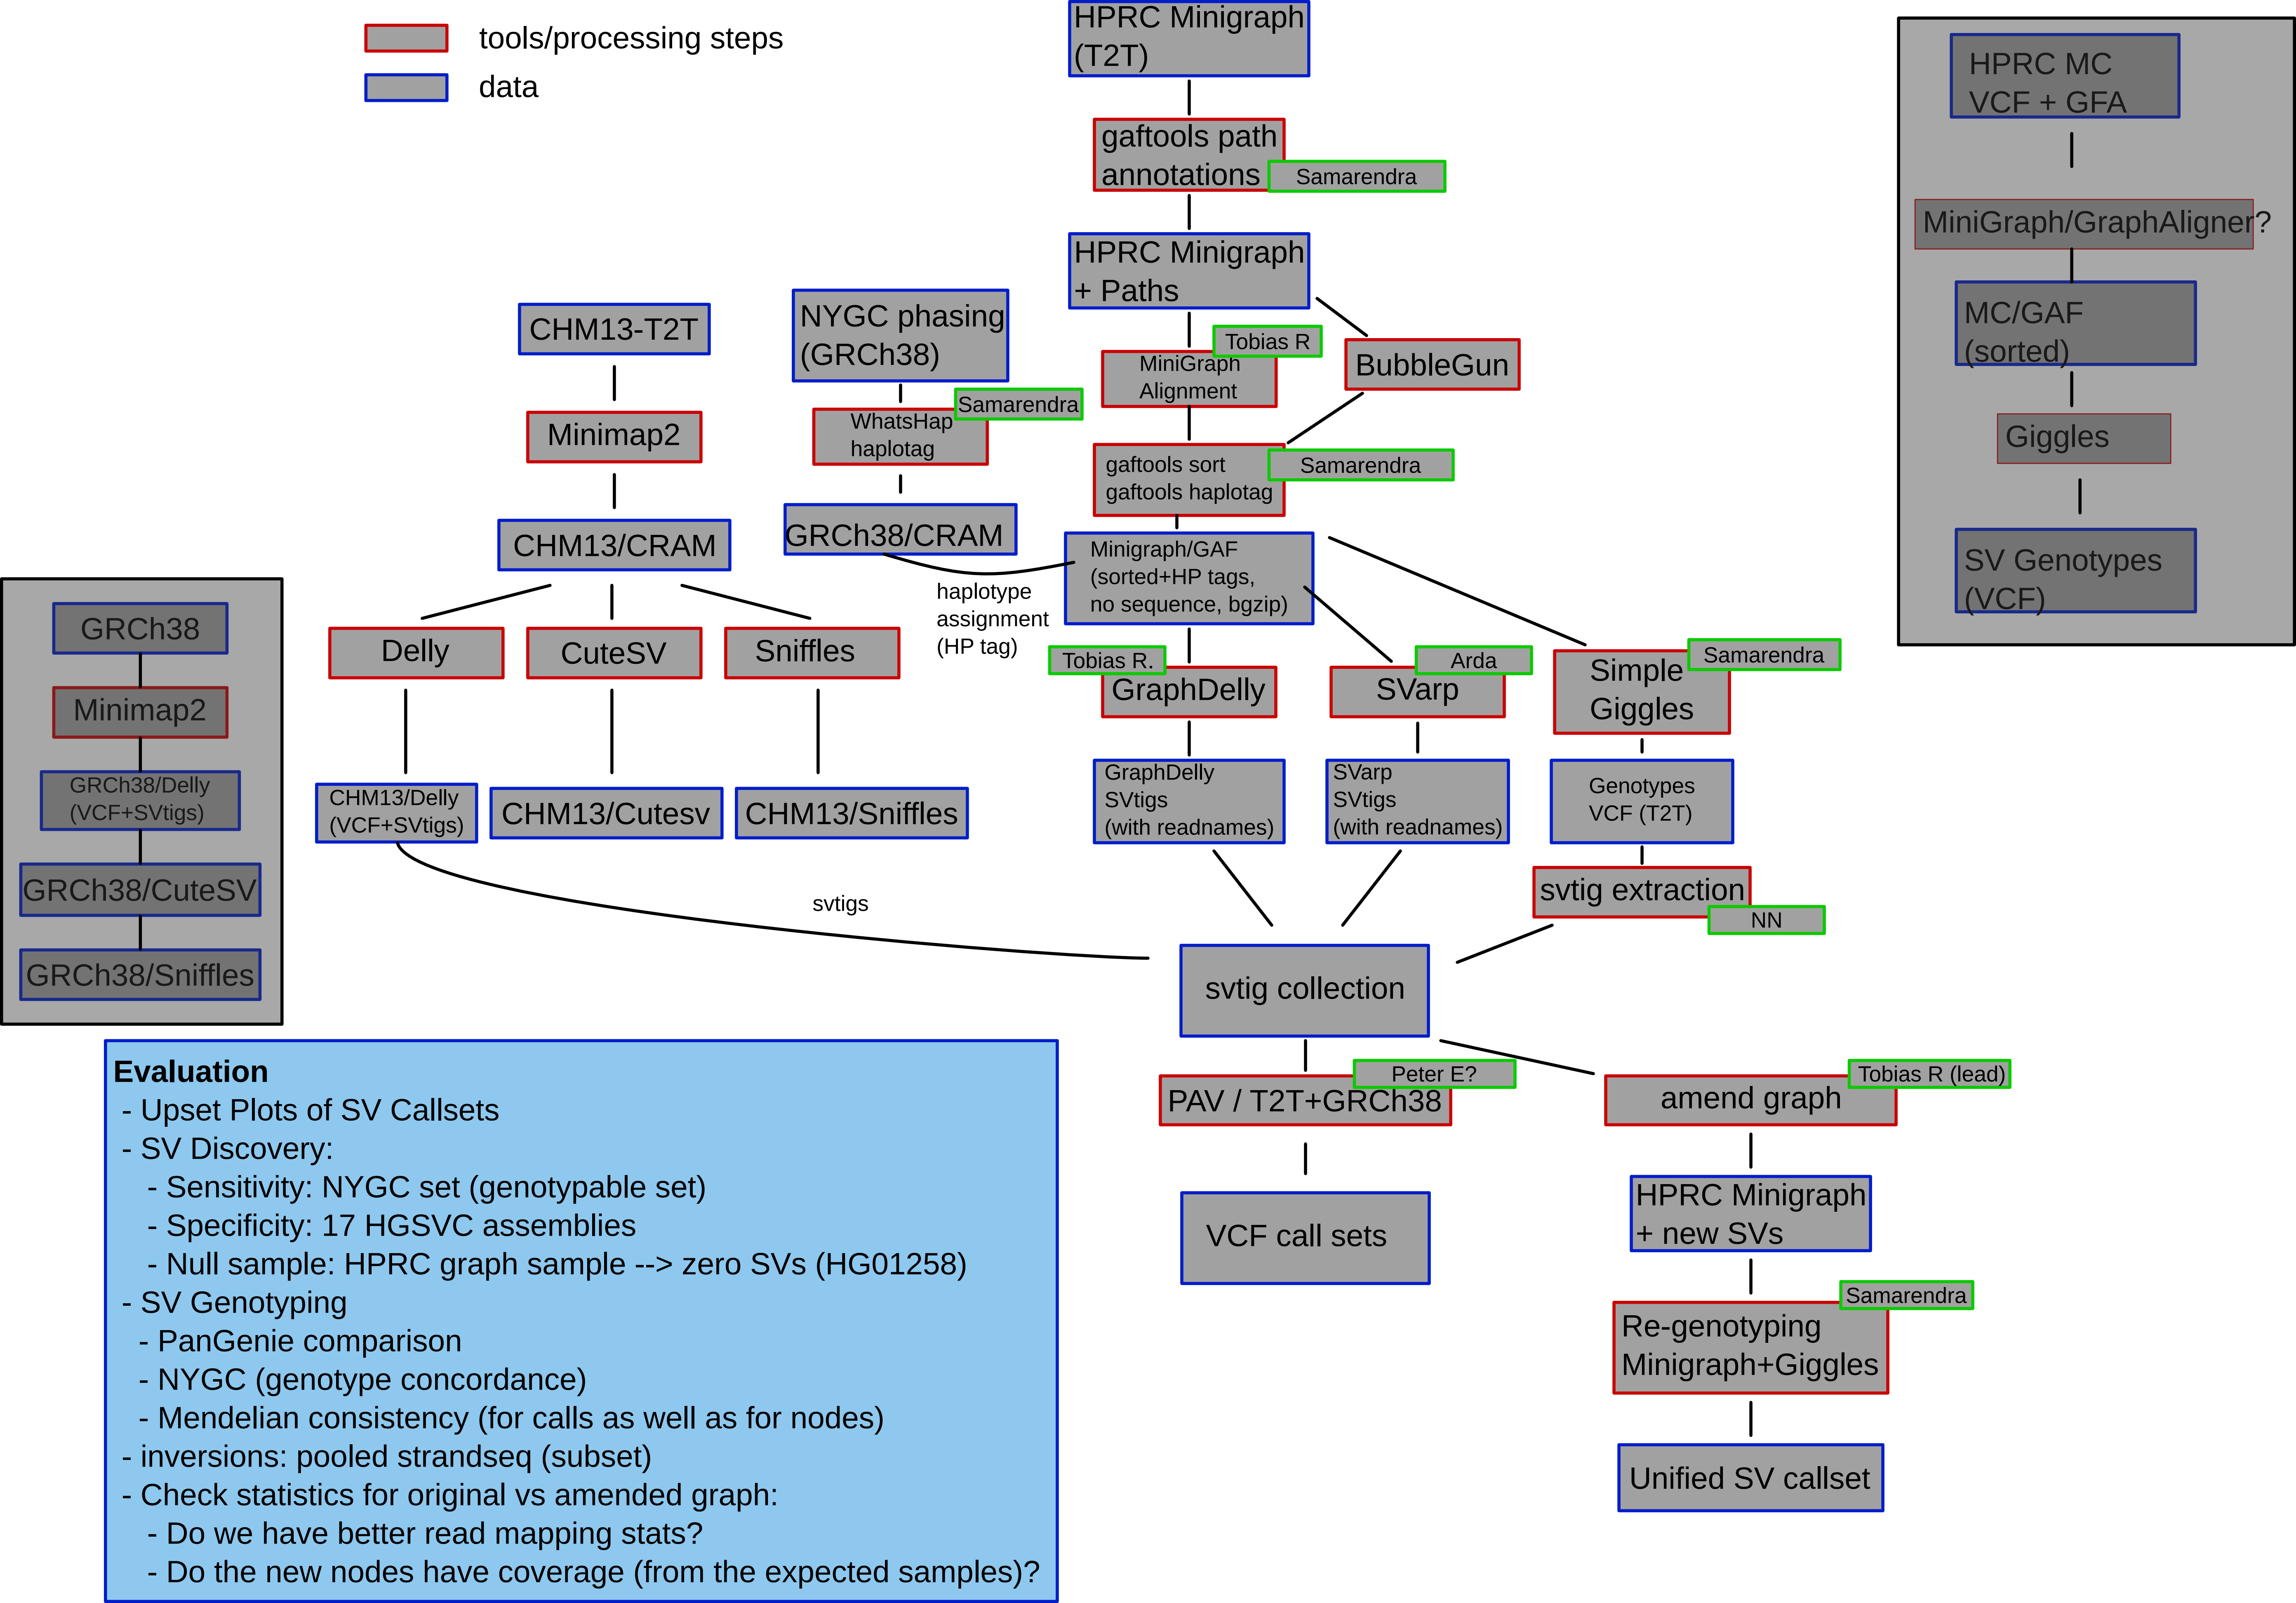 tools/processing steps
data
HPRC Minigraph
(T2T)
gaftools path
annotations
Samarendra
HPRC Minigraph
+ Paths
Tobias R
MiniGraph
Alignment
BubbleGun
gaftools sort
gaftools haplotag
Samarendra
CHM13-T2T
Minimap2
CHM13/CRAM
NYGC phasing
(GRCh38)
Samarendra
WhatsHap
haplotag
GRCh38/CRAM
haplotype
assignment
(HP tag)
Minigraph/GAF
(sorted+HP tags,
no sequence, bgzip)
Delly
CuteSV
Sniffles
CHM13/Delly
(VCF+SVtigs)
CHM13/Cutesv
CHM13/Sniffles
svtigs
Tobias R.
GraphDelly
Arda
SVarp
Samarendra
Simple
Giggles
GraphDelly
SVtigs
(with readnames)
SVarp
SVtigs
(with readnames)
Genotypes
VCF (T2T)
svtig extraction
NN
svtig collection
Peter E?
PAV / T2T+GRCh38
VCF call sets
Tobias R (lead)
amend graph
HPRC Minigraph
+ new SVs
Samarendra
Re-genotyping
Minigraph+Giggles
Unified SV callset
HPRC MC
VCF + GFA
MiniGraph/GraphAligner?
MC/GAF
(sorted)
Giggles
SV Genotypes
(VCF)
GRCh38
Minimap2
GRCh38/Delly
(VCF+SVtigs)
GRCh38/CuteSV
GRCh38/Sniffles
Evaluation
- Upset Plots of SV Callsets
- SV Discovery:
- Sensitivity: NYGC set (genotypable set)
- Specificity: 17 HGSVC assemblies
- Null sample: HPRC graph sample --> zero SVs (HG01258)
- SV Genotyping
- PanGenie comparison
- NYGC (genotype concordance)
- Mendelian consistency (for calls as well as for nodes)
- inversions: pooled strandseq (subset)
- Check statistics for original vs amended graph:
- Do we have better read mapping stats?
- Do the new nodes have coverage (from the expected samples)?